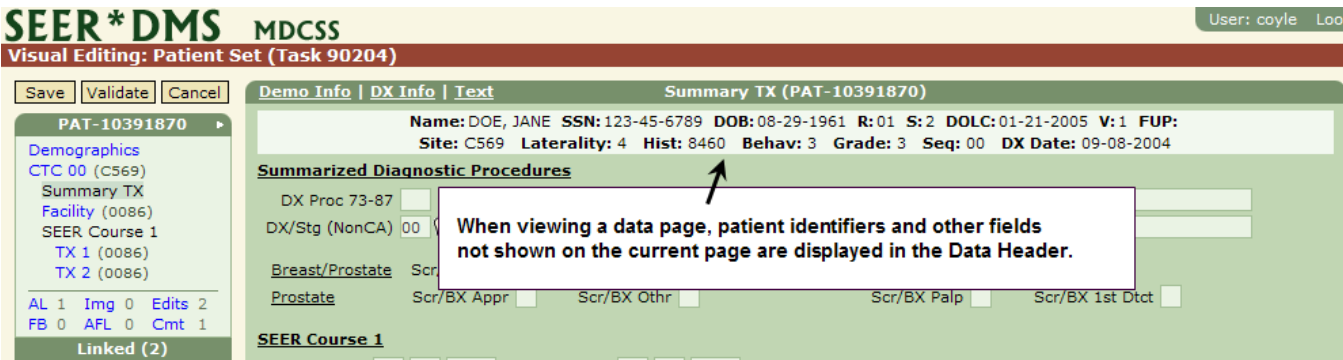 SEER*DMS MDCSS
User: coyle Loo
Visual Editing: Patient Set (Task 90204)
Save Validate Cancel
PAT-10391870
Demographics
CTC 00 (C569)
Summary TX
Facility (0086)
SEER Course 1
TX 1 (0086)
TX 2 (0086)
AL 1 Img 0 Edits 2
FB 0 AFL 0 Cmt 1
Linked (2)
Demo Info | DX Info | Text Summary TX (PAT-10391870)
Name: DOE, JANE SSN: 123-45-6789 DOB: 08-29-1961 R: 01 S: 2 DOLC: 01-21-2005 V: 1 FUP:
Site: C569 Laterality: 4 Hist: 8460 Behav: 3 Grade: 3 Seq: 00 DX Date: 09-08-2004
Summarized Diagnostic Procedures
DX Proc 73-87
DX/Stg (NonCA) 00
When viewing a data page, patient identifiers and other fields
not shown on the current page are displayed in the Data Header.
Breast/Prostate Scr/
Prostate Scr/BX Appr Scr/BX Othr Scr/BX Palp Scr/BX 1st Dtct
SEER Course 1